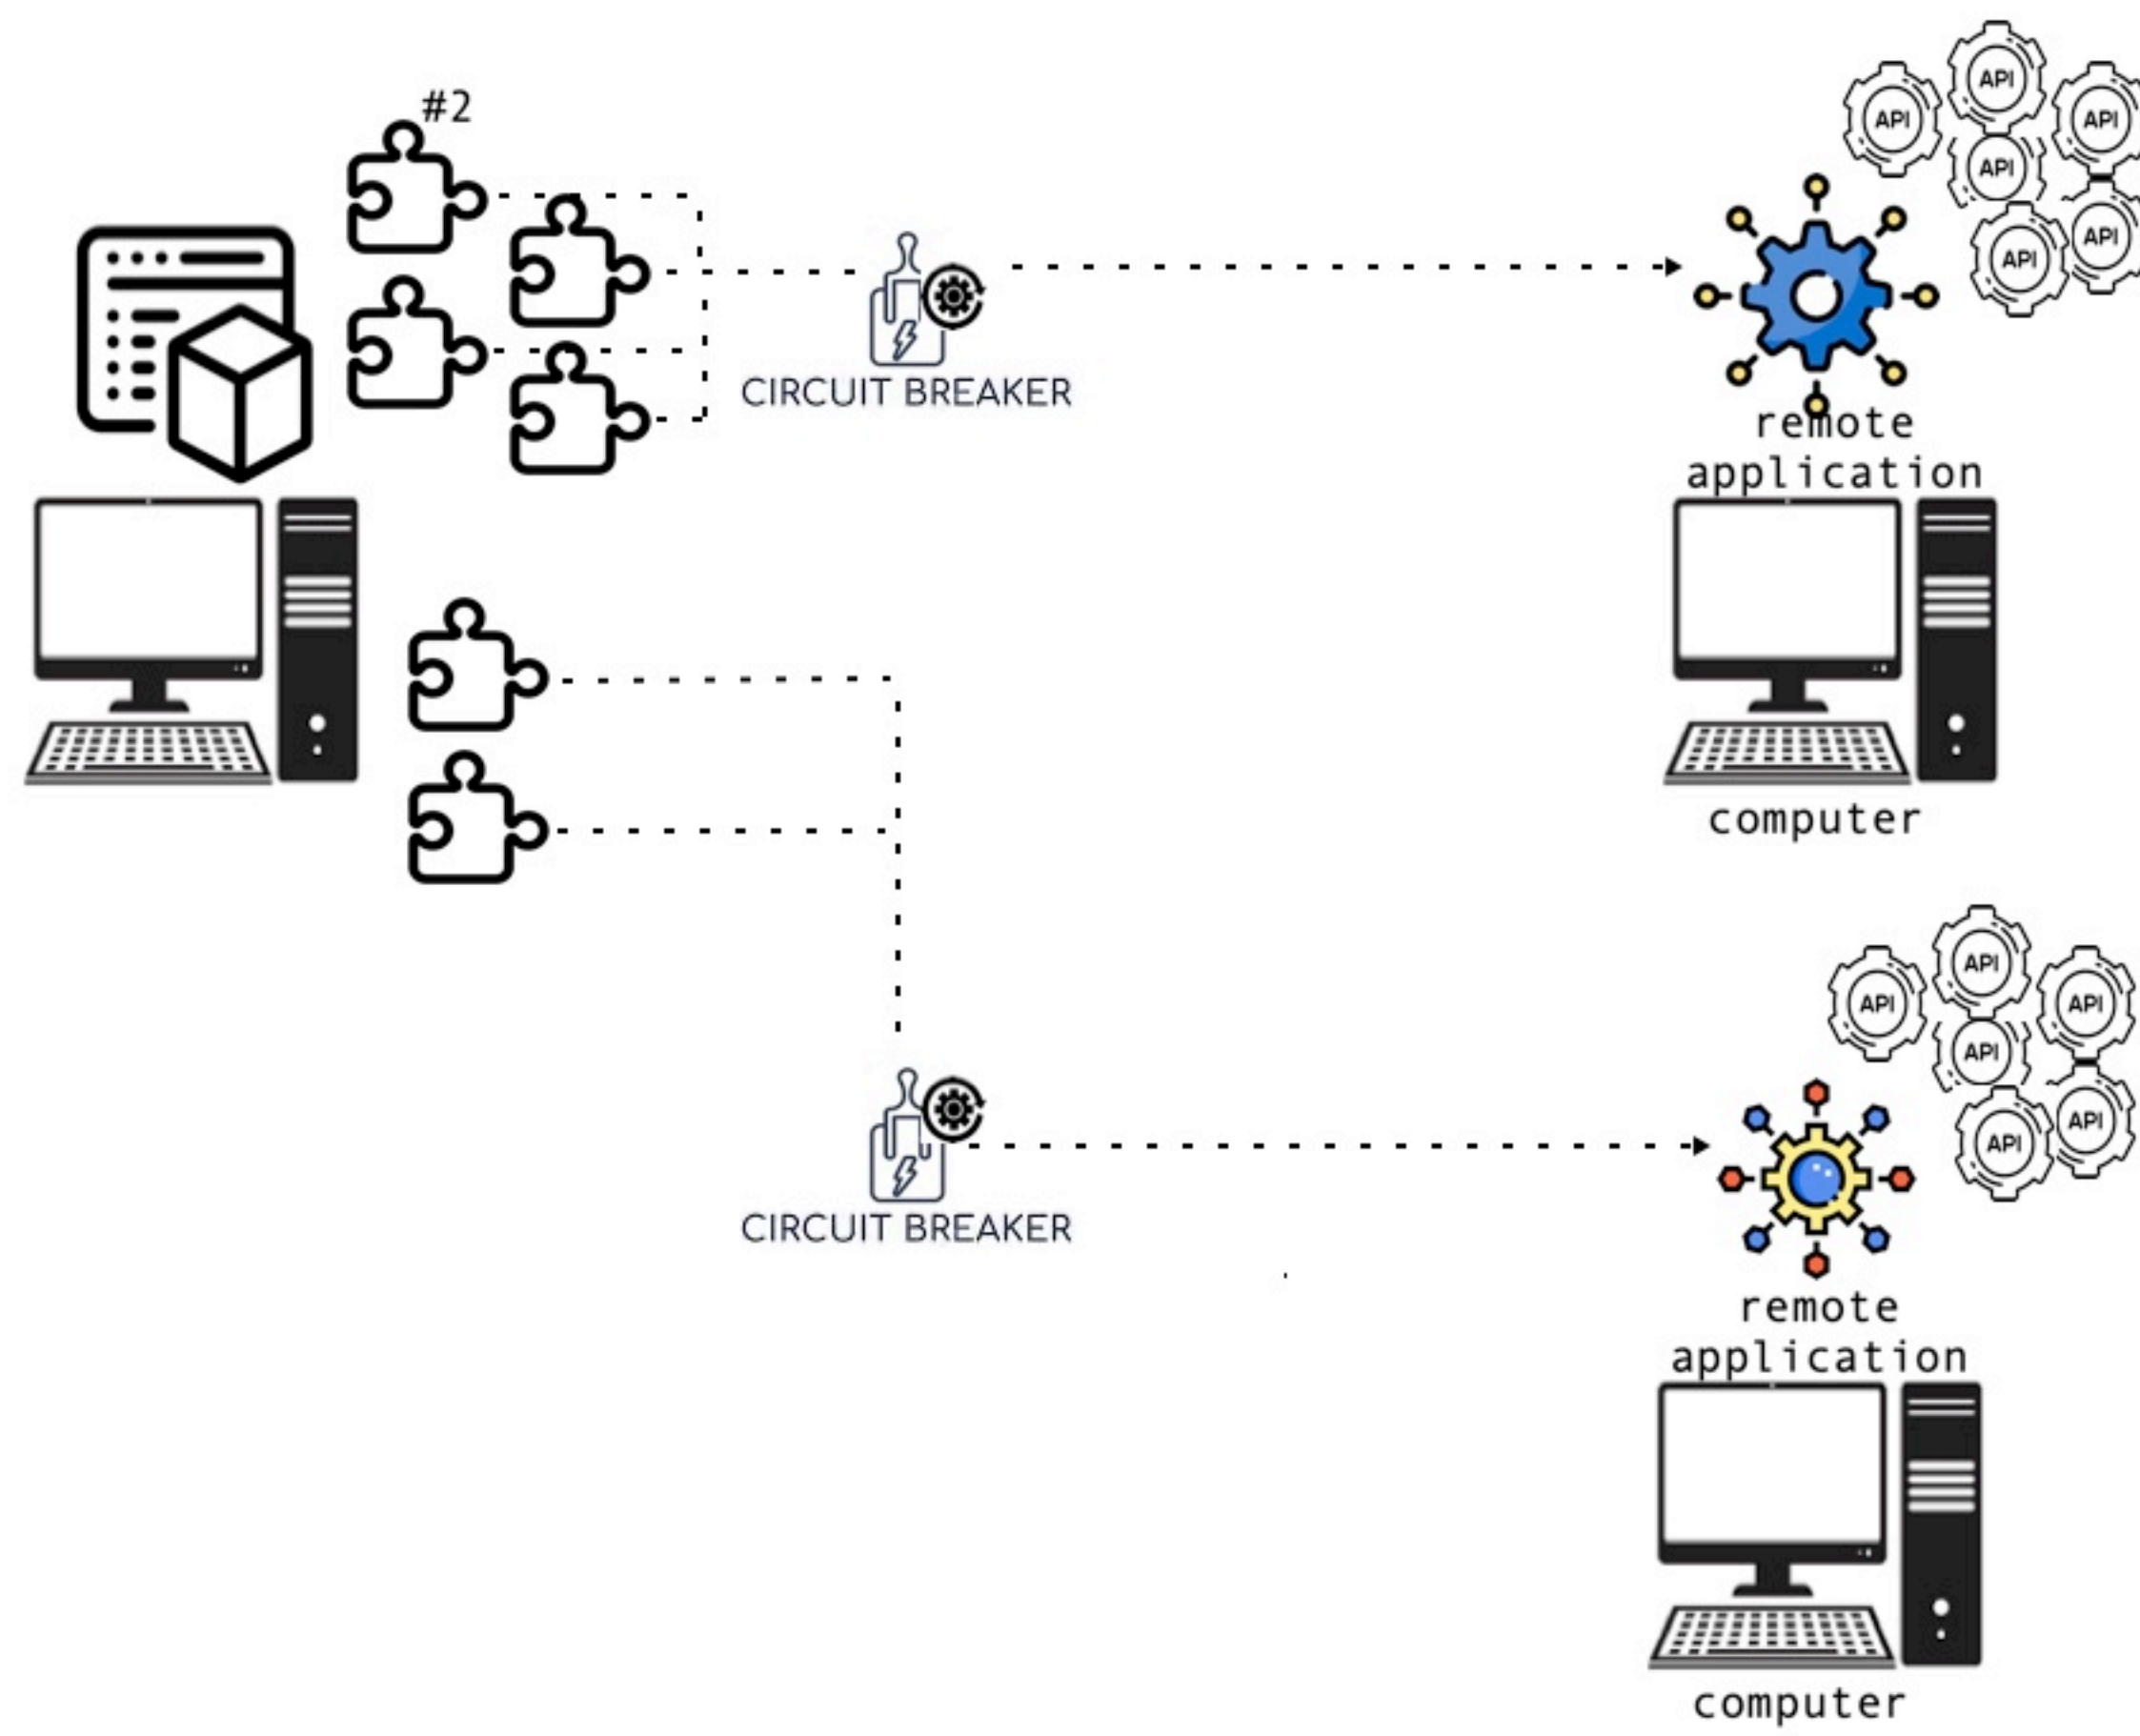 #2
API
API
API
API
API
API
CIRCUIT BREAKER
remote
application
computer
API
API
API
API
API
API
CIRCUIT BREAKER
remote
application
computer